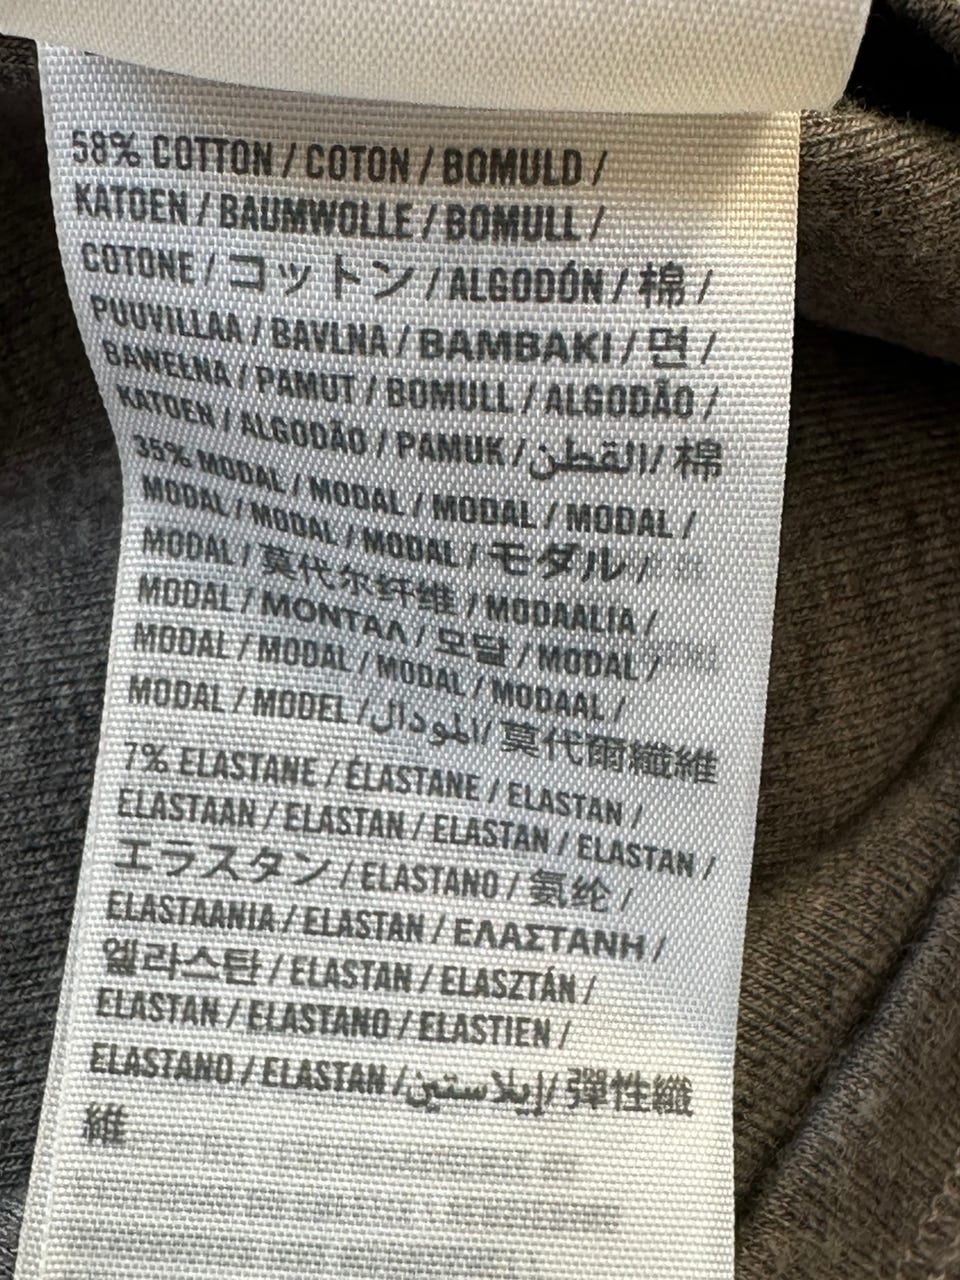 58% COTTON / COTON / BOMULD /
KATOEN / BAUMWOLLE / BOMULL /
COTONE / コットン / ALGODÓN / 棉 /
PUUVILLAA / BAVLNA / BAMBAKI / 면 /
BAWEŁNA / PAMUT / BOMULL / ALGODÃO /
KATOEN / ALGODÃO / PAMUK / القطن / 棉
35% MODAL / MODAL / MODAL / MODAL /
MODAL / MODAL / MODAL / モダル /
MODAL / 莫代尔纤维 / MODAALIA /
MODAL / ΜΟΝΤΑΛ / 모달 / MODAL /
MODAL / MODAL / MODAL / MODAAL /
MODAL / MODEL / المودال / 莫代爾纖維
7% ELASTANE / ÉLASTANE / ELASTAN /
ELASTAAN / ELASTAN / ELASTAN / ELASTAN /
エラスタン / ELASTANO / 氨纶 /
ELASTAANIA / ELASTAN / ΕΛΑΣΤΑΝΗ /
엘라스탄 / ELASTAN / ELASZTÁN /
ELASTAN / ELASTANO / ELASTIEN /
ELASTANO / ELASTAN / إيلاستين / 彈性纖
維